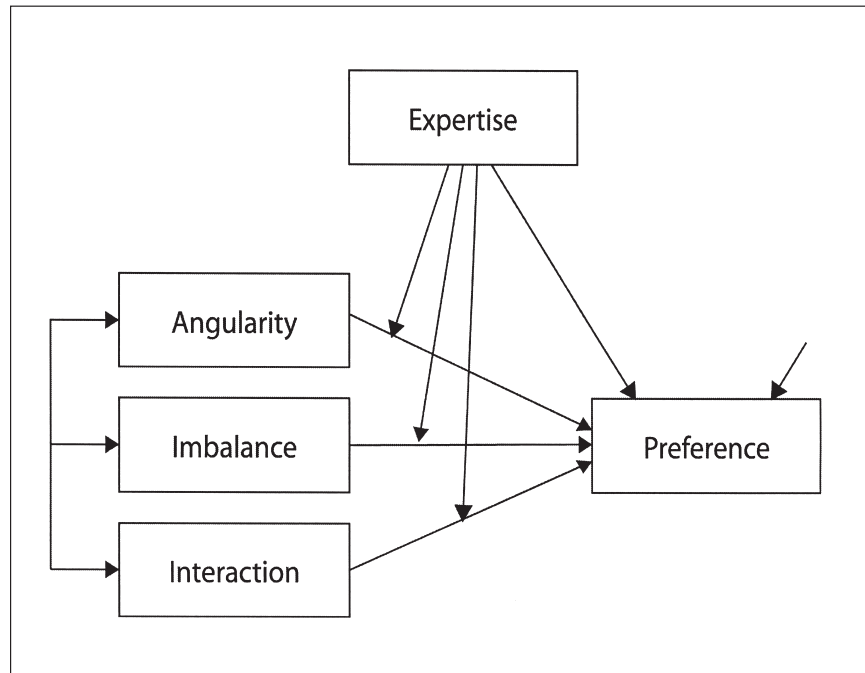 Expertise
Angularity
Imbalance
Preference
Interaction